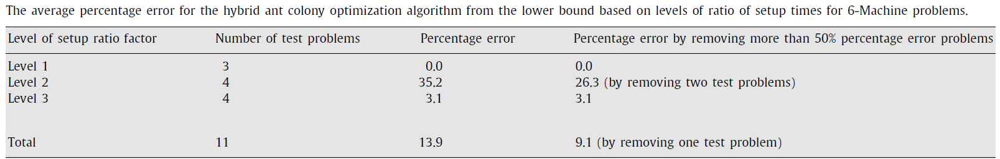 The average percentage error for the hybrid ant colony optimization algorithm from the lower bound based on levels of ratio of setup times for 6-Machine problems.
Level of setup ratio factor Number of test problems Percentage error Percentage error by removing more than 50% percentage error problems
Level 1 3 0.0 0.0
Level 2 4 35.2 26.3 (by removing two test problems)
Level 3 4 3.1 3.1
Total 11 13.9 9.1 (by removing one test problem)